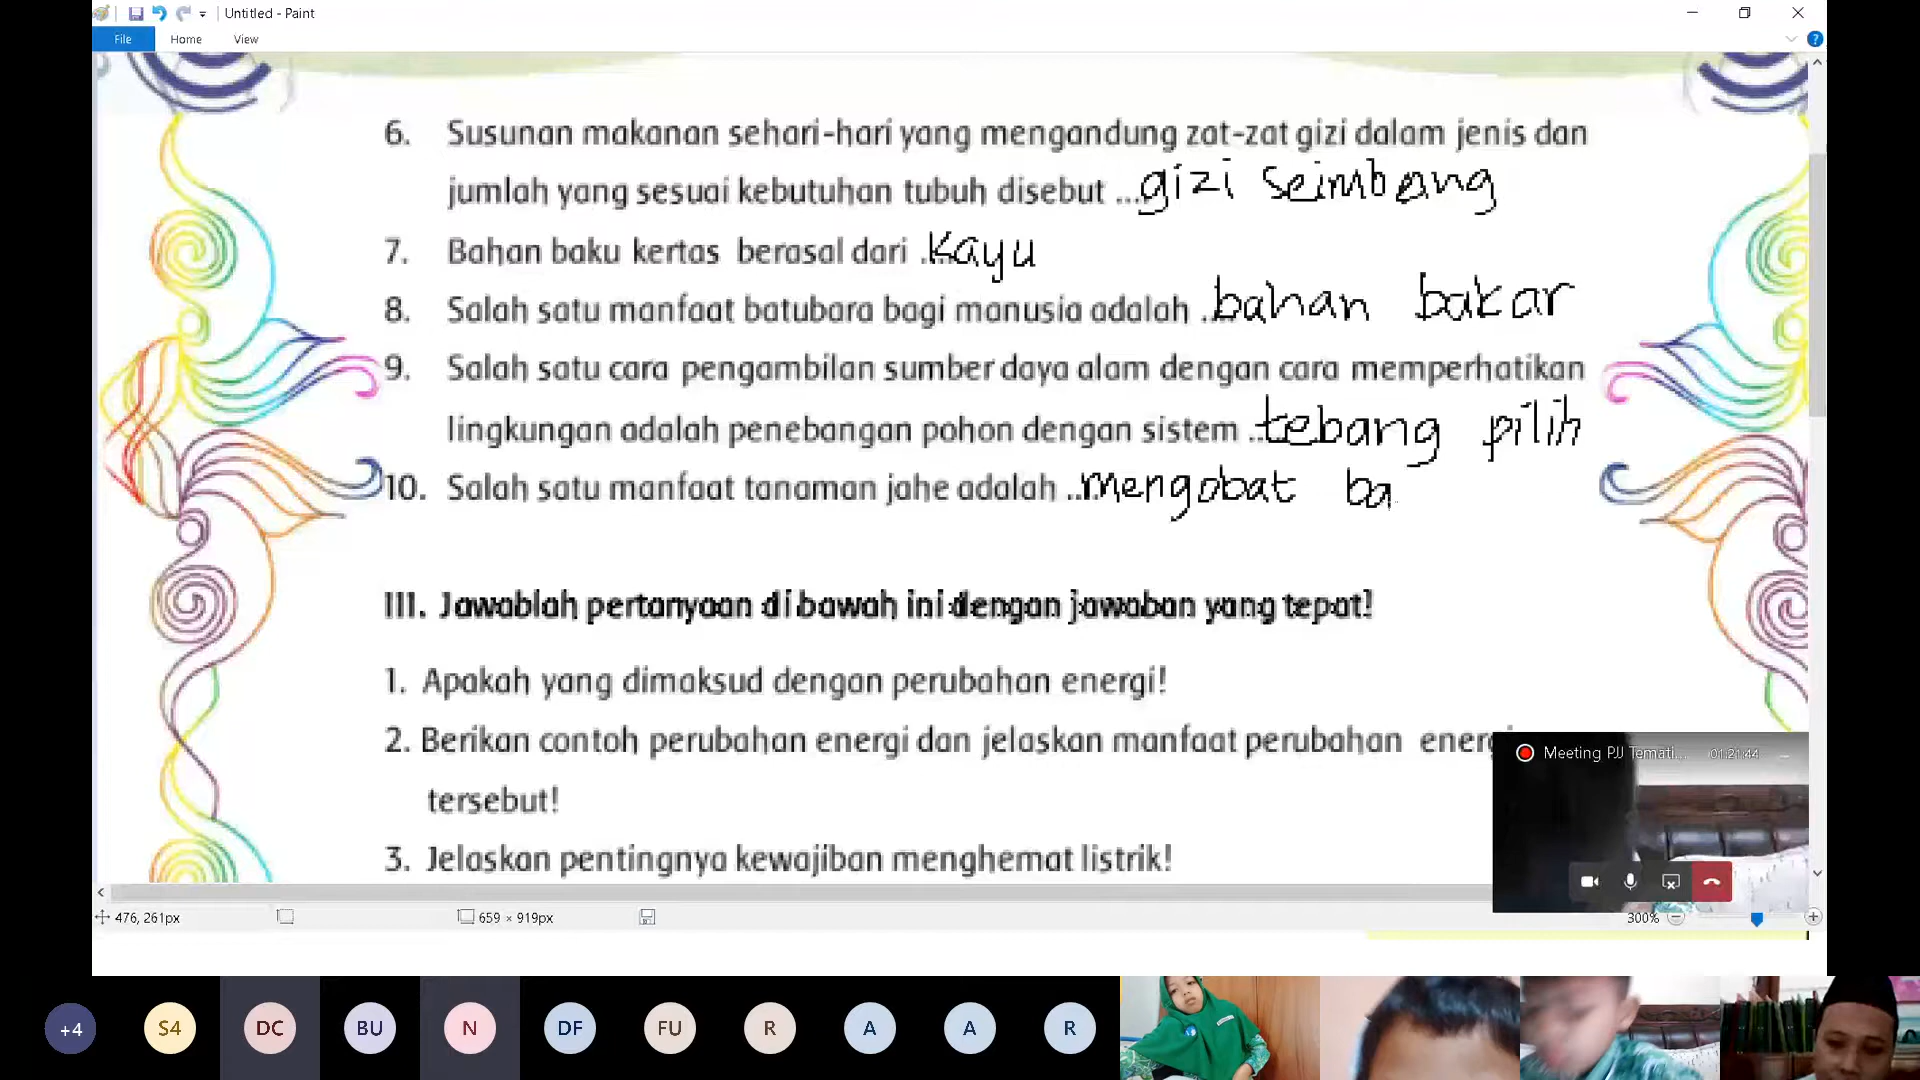 Untitled - Paint
File Home View
6. Susunan makanan sehari-hari yang mengandung zat-zat gizi dalam jenis dan
jumlah yang sesuai kebutuhan tubuh disebut ...gizi seimbang
7. Bahan baku kertas berasal dari ....kayu
8. Salah satu manfaat batubara bagi manusia adalah ....bahan bakar
9. Salah satu cara pengambilan sumber daya alam dengan cara memperhatikan
lingkungan adalah penebangan pohon dengan sistem ...tebang pilih
10. Salah satu manfaat tanaman jahe adalah ....mengobat ba
III. Jawablah pertanyaan di bawah ini dengan jawaban yang tepat!
1. Apakah yang dimaksud dengan perubahan energi!
2. Berikan contoh perubahan energi dan jelaskan manfaat perubahan energi
tersebut!
3. Jelaskan pentingnya kewajiban menghemat listrik!
Meeting PJJ Temati... 01:21:44
476, 261px 659 × 919px 300%
+4 S4 DC BU N DF FU R A A R